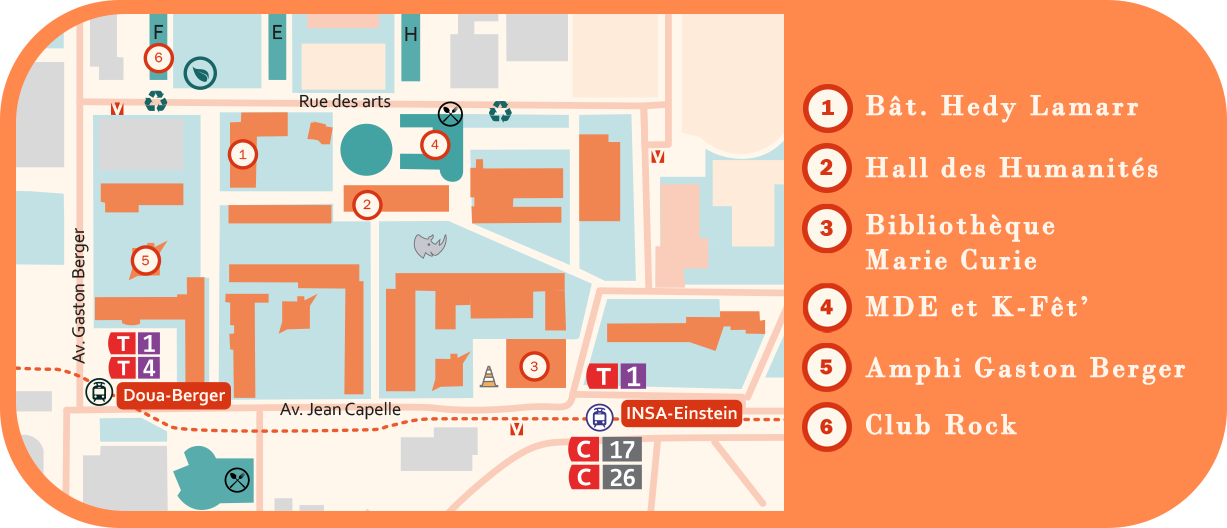 F
E
H
6
Rue des arts
V
1
4
V
2
5
Av. Gaston Berger
T 1
T 4
3
T 1
Doua-Berger
Av. Jean Capelle
INSA-Einstein
V
C 17
C 26
1 Bât. Hedy Lamarr
2 Hall des Humanités
3 Bibliothèque
Marie Curie
4 MDE et K-Fêt’
5 Amphi Gaston Berger
6 Club Rock